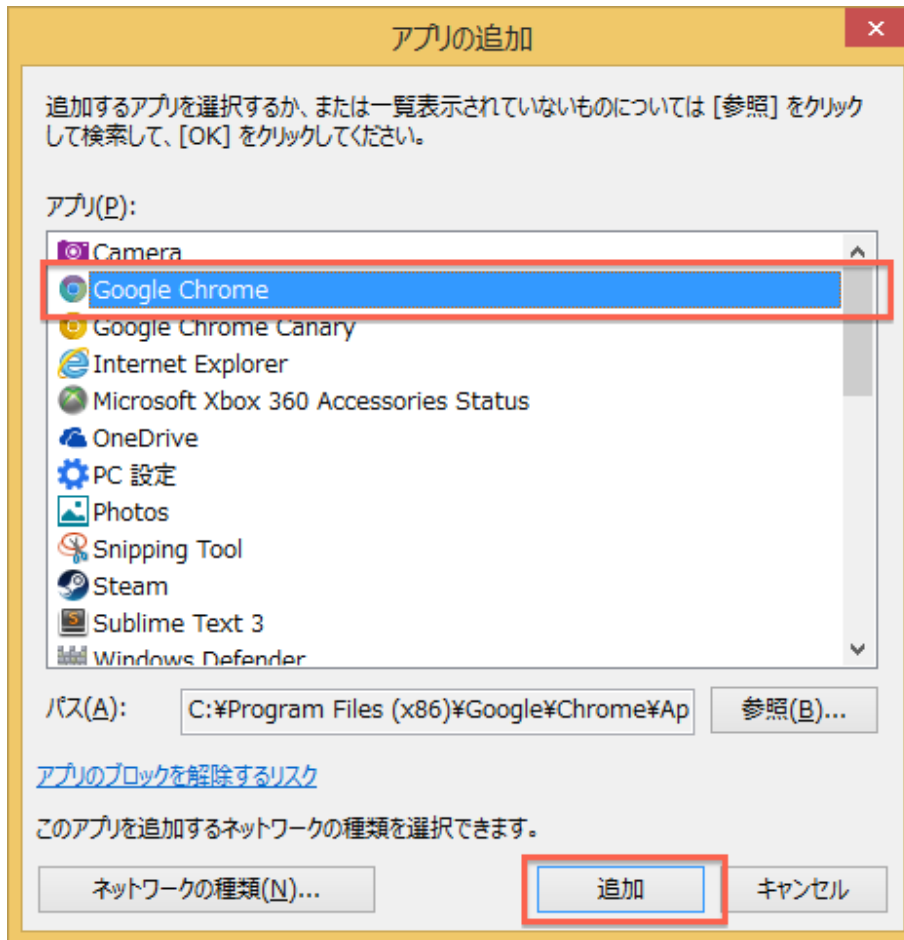 アプリの追加
追加するアプリを選択するか、または一覧表示されていないものについては [参照] をクリック
して検索して、[OK] をクリックしてください。
アプリ(P):
Camera
Google Chrome
Google Chrome Canary
Internet Explorer
Microsoft Xbox 360 Accessories Status
OneDrive
PC 設定
Photos
Snipping Tool
Steam
Sublime Text 3
Windows Defender
パス(A): C:¥Program Files (x86)¥Google¥Chrome¥Ap 参照(B)...
アプリのブロックを解除するリスク
このアプリを追加するネットワークの種類を選択できます。
ネットワークの種類(N)... 追加 キャンセル